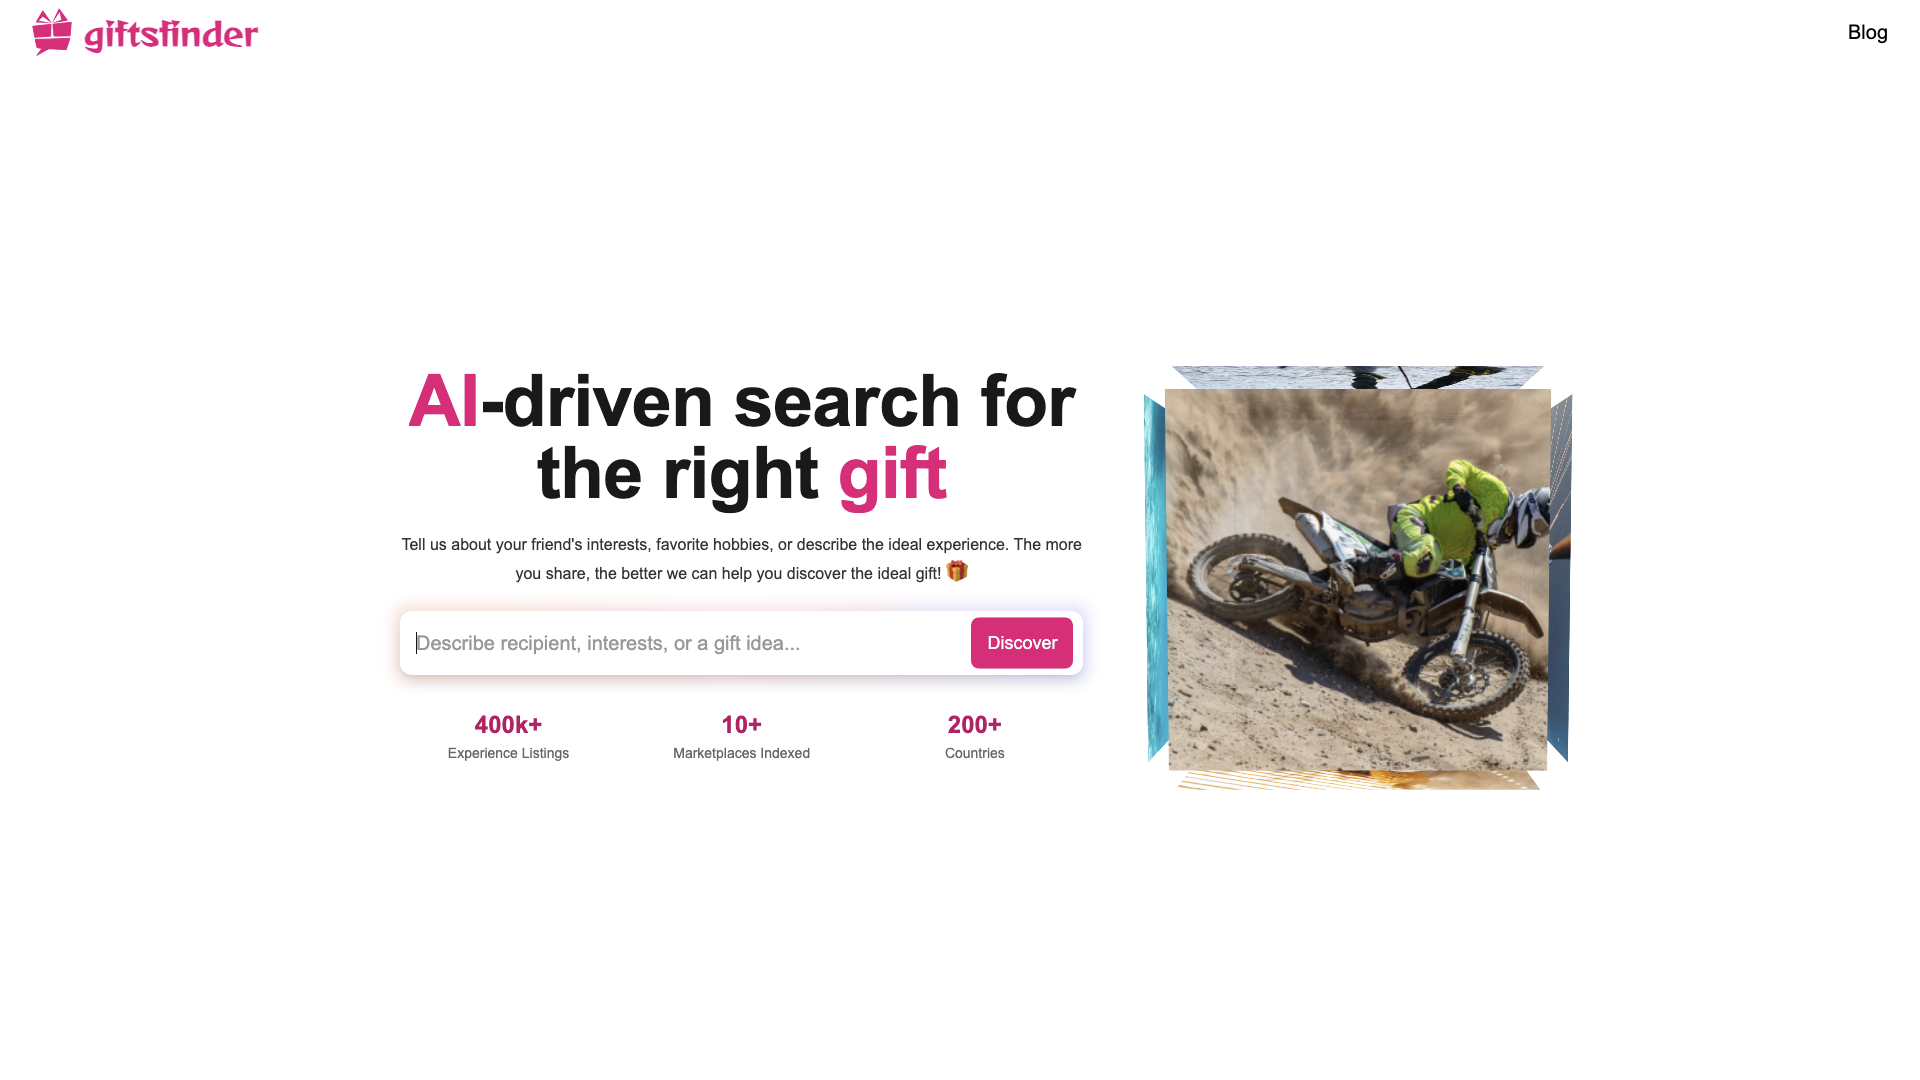 giftsfinder
Blog
AI-driven search for
the right gift
Tell us about your friend's interests, favorite hobbies, or describe the ideal experience. The more
you share, the better we can help you discover the ideal gift! 🎁
Describe recipient, interests, or a gift idea...
Discover
400k+
Experience Listings
10+
Marketplaces Indexed
200+
Countries